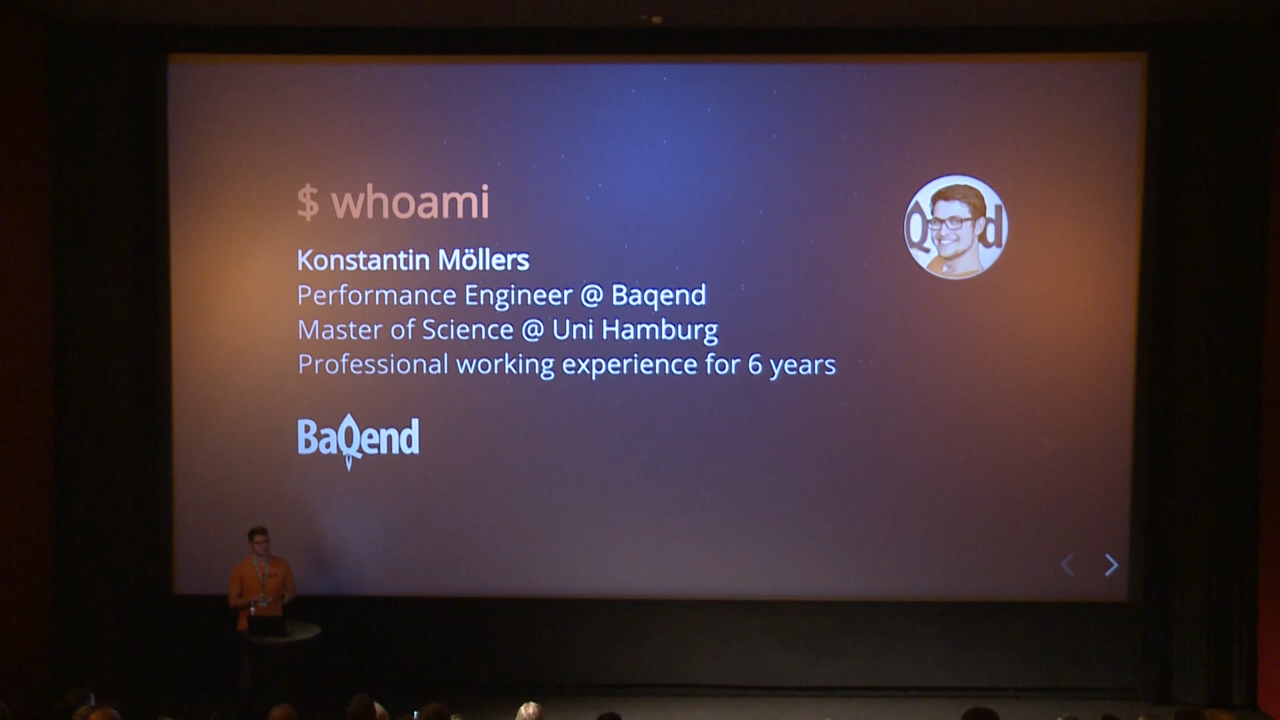 $ whoami
Konstantin Möllers
Performance Engineer @ Baqend
Master of Science @ Uni Hamburg
Professional working experience for 6 years
BaQend
Q d